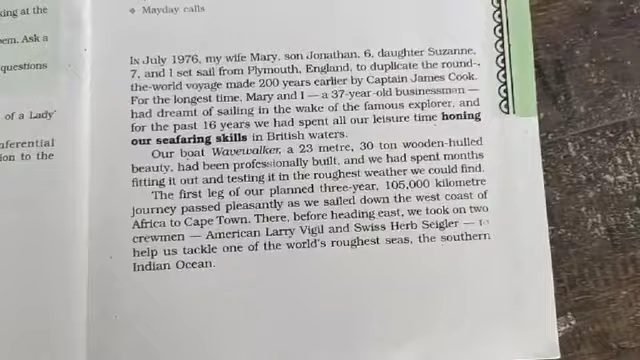 king at the
em. Ask a
questions
of a Lady'
nferential
ion to the
❖ Mayday calls
IN July 1976, my wife Mary, son Jonathan, 6, daughter Suzanne,
7, and I set sail from Plymouth, England, to duplicate the round-
the-world voyage made 200 years earlier by Captain James Cook.
For the longest time, Mary and I — a 37-year-old businessman —
had dreamt of sailing in the wake of the famous explorer, and
for the past 16 years we had spent all our leisure time honing
our seafaring skills in British waters.
Our boat Wavewalker, a 23 metre, 30 ton wooden-hulled
beauty, had been professionally built, and we had spent months
fitting it out and testing it in the roughest weather we could find.
The first leg of our planned three-year, 105,000 kilometre
journey passed pleasantly as we sailed down the west coast of
Africa to Cape Town. There, before heading east, we took on two
crewmen — American Larry Vigil and Swiss Herb Seigler — to
help us tackle one of the world's roughest seas, the southern
Indian Ocean.